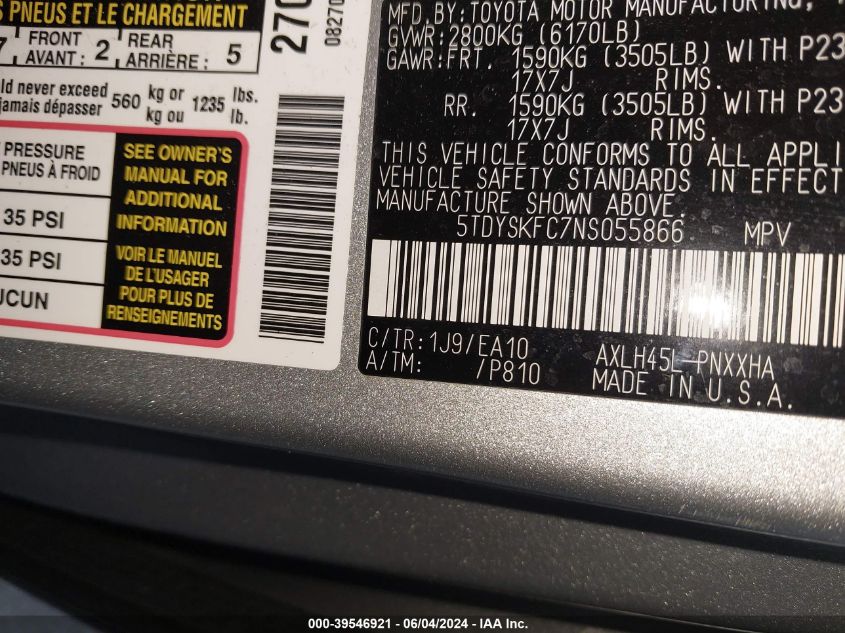 S PNEUS ET LE CHARGEMENT
7 FRONT AVANT : 2 REAR ARRIÈRE : 5
ld never exceed
jamais dépasser 560 kg or kg ou 1235 lbs. lb.
PRESSURE
PNEUS À FROID
35 PSI
35 PSI
UCUN
SEE OWNER'S
MANUAL FOR
ADDITIONAL
INFORMATION
VOIR LE MANUEL
DE L'USAGER
POUR PLUS DE
RENSEIGNEMENTS
270
08270
MFD. BY: TOYOTA MOTOR MANUFACTURING,
GVWR: 2800KG (6170LB)
GAWR: FRT. 1590KG (3505LB) WITH P23
17X7J RIMS.
RR. 1590KG (3505LB) WITH P23
17X7J RIMS.
THIS VEHICLE CONFORMS TO ALL APPLI
VEHICLE SAFETY STANDARDS IN EFFECT
MANUFACTURE SHOWN ABOVE.
5TDYSKFC7NS055866 MPV
C/TR: 1J9/EA10 AXLH45L-PNXXHA
A/TM: /P810 MADE IN U.S.A.
000-39546921 - 06/04/2024 - IAA Inc.